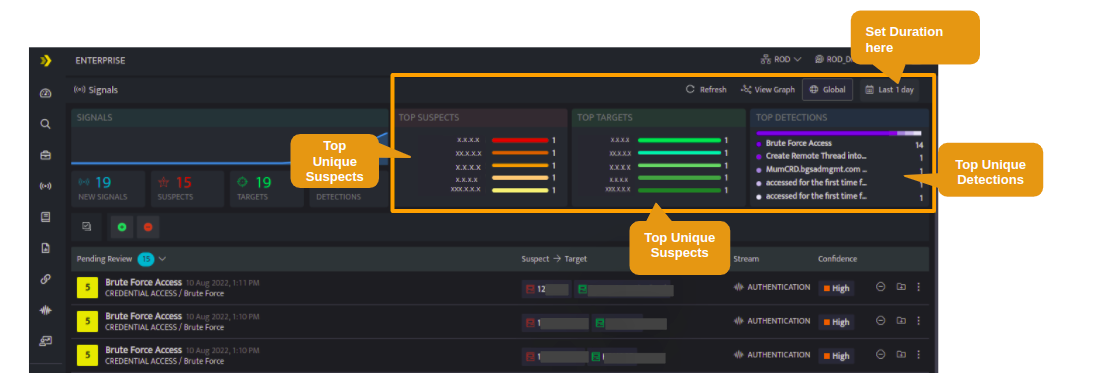 Set Duration
here
ENTERPRISE
ROD
ROD_D
Signals
Refresh
View Graph
Global
Last 1 day
SIGNALS
TOP SUSPECTS
TOP TARGETS
TOP DETECTIONS
x.x.x.x 1
xx.x.x.x 1
x.x.x.x 1
x.x.x.x 1
xxx.x.x.x 1
x.x.x.x 1
xx.x.x.x 1
x.x.x.x 1
x.x.x.x 1
xxx.x.x.x 1
Brute Force Access 14
Create Remote Thread into... 1
MumCRD.bgsadmgmt.com ... 1
accessed for the first time f... 1
accessed for the first time f... 1
Top
Unique
Suspects
Top Unique
Detections
Top Unique
Suspects
19
NEW SIGNALS
15
SUSPECTS
19
TARGETS
DETECTIONS
Pending Review 15
Suspect → Target
Stream
Confidence
5
Brute Force Access 10 Aug 2022, 1:11 PM
CREDENTIAL ACCESS / Brute Force
12
AUTHENTICATION
High
5
Brute Force Access 10 Aug 2022, 1:10 PM
CREDENTIAL ACCESS / Brute Force
1
AUTHENTICATION
High
5
Brute Force Access 10 Aug 2022, 1:10 PM
CREDENTIAL ACCESS / Brute Force
1
AUTHENTICATION
High